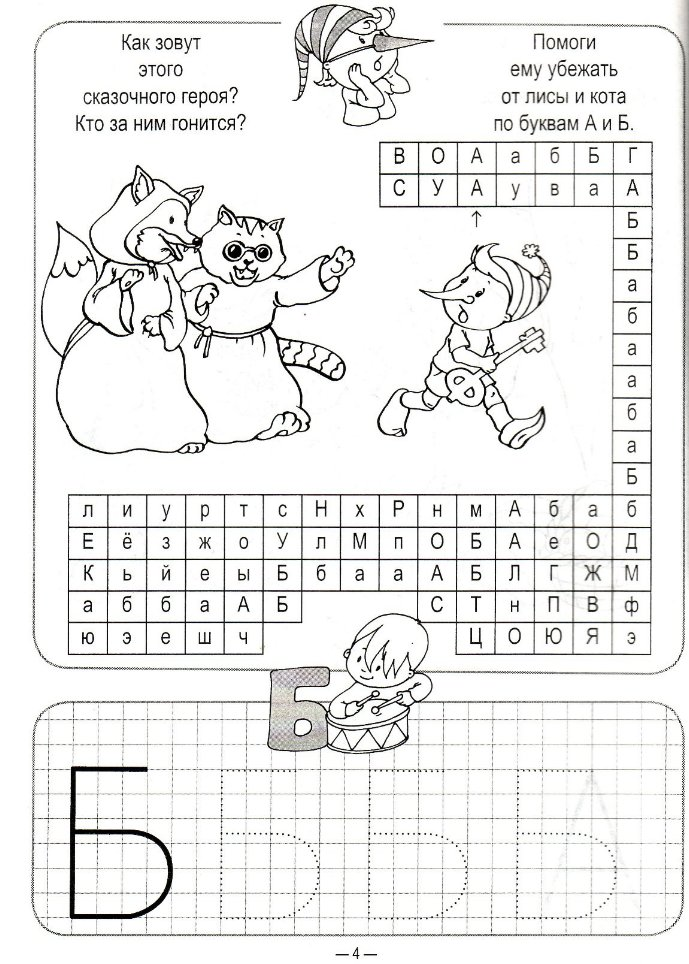 Как зовут
этого
сказочного героя?
Кто за ним гонится?
Помоги
ему убежать
от лисы и кота
по буквам А и Б.
В О А а б Б Г
С У А у в а А
↑
Б
Б
а
б
а
а
б
а
Б
л и у р т с Н х Р н м А б а б
Е ё з ж о У л М п О Б А е О Д
К ь й е ы Б б а а А Б Л Г Ж М
а б б а А Б С Т н П В ф
ю э е ш ч Ц О Ю Я э
Б
Б Б Б Б
— 4 —